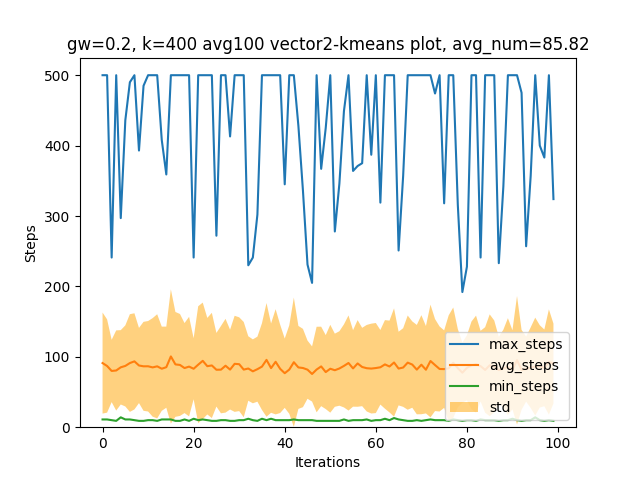 gw=0.2, k=400 avg100 vector2-kmeans plot, avg_num=85.82
500
400
300
200
100
0
Steps
max_steps
avg_steps
min_steps
std
0 20 40 60 80 100
Iterations